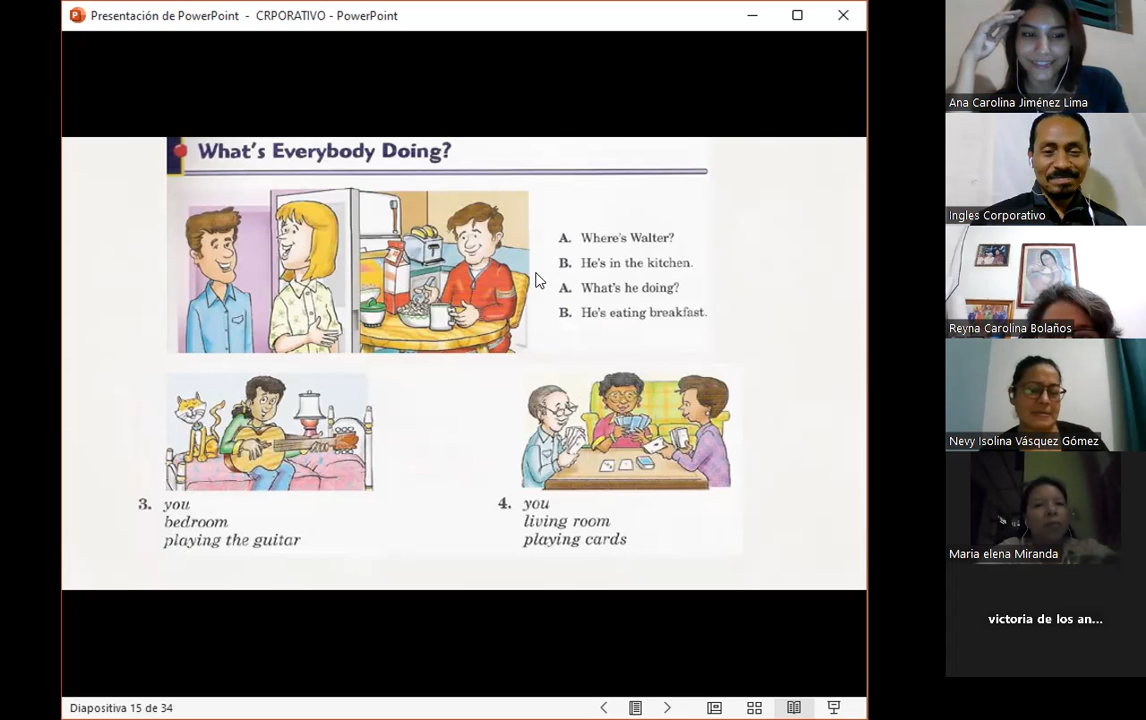 Presentación de PowerPoint - CRPORATIVO - PowerPoint
What's Everybody Doing?
A. Where's Walter?
B. He's in the kitchen.
A. What's he doing?
B. He's eating breakfast.
3. you
bedroom
playing the guitar
4. you
living room
playing cards
Diapositiva 15 de 34
Ana Carolina Jiménez Lima
Ingles Corporativo
Reyna Carolina Bolaños
Nevy Isolina Vásquez Gómez
Maria elena Miranda
victoria de los an...